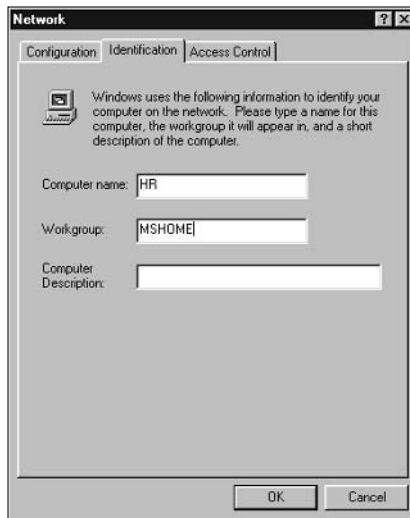 Network
Configuration Identification Access Control
Windows uses the following information to identify your
computer on the network. Please type a name for this
computer, the workgroup it will appear in, and a short
description of the computer.
Computer name: HR
Workgroup: MSHOME
Computer
Description:
OK Cancel